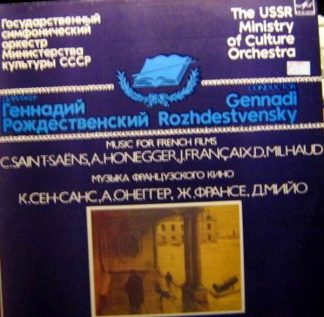 Государственный
симфонический
оркестр
Министерства
культуры СССР
The USSR
Ministry
of Culture
Orchestra
ДИРИЖЕР
Геннадий
Рождественский
CONDUCTOR
Gennadi
Rozhdestvensky
MUSIC FOR FRENCH FILMS
C.SAINT-SAËNS,A.HONEGGER,J.FRANÇAIX,D.MILHAUD
МУЗЫКА ФРАНЦУЗСКОГО КИНО
К.СЕН-САНС, А.ОНЕГГЕР, Ж.ФРАНСЕ, Д.МИЙО